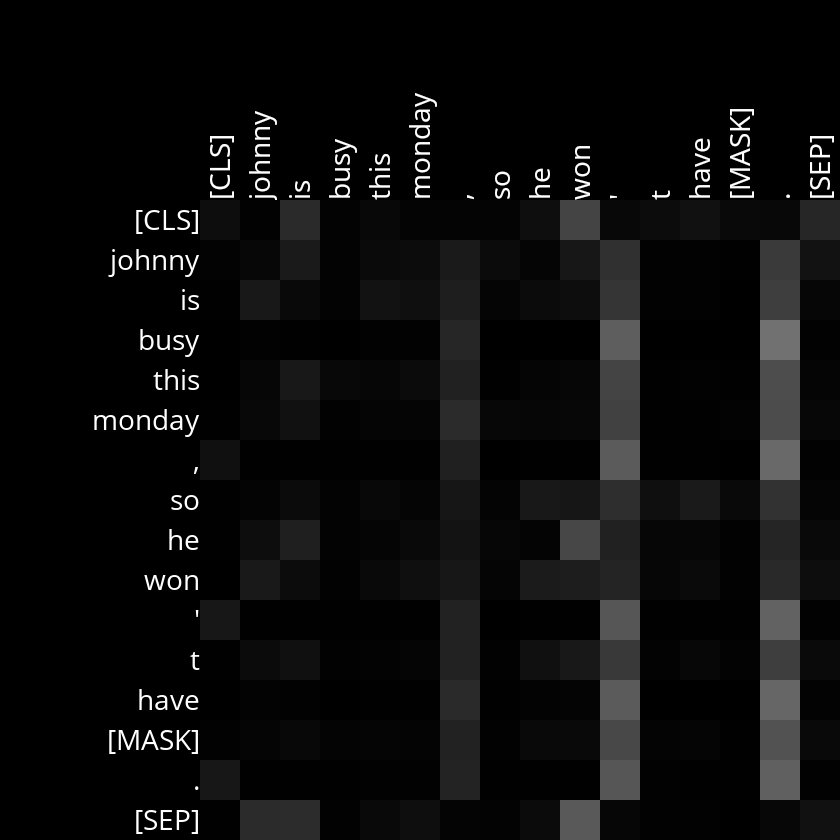 [CLS] johnny is busy this monday , so he won ' t have [MASK] . [SEP]
[CLS]
johnny
is
busy
this
monday
,
so
he
won
'
t
have
[MASK]
.
[SEP]